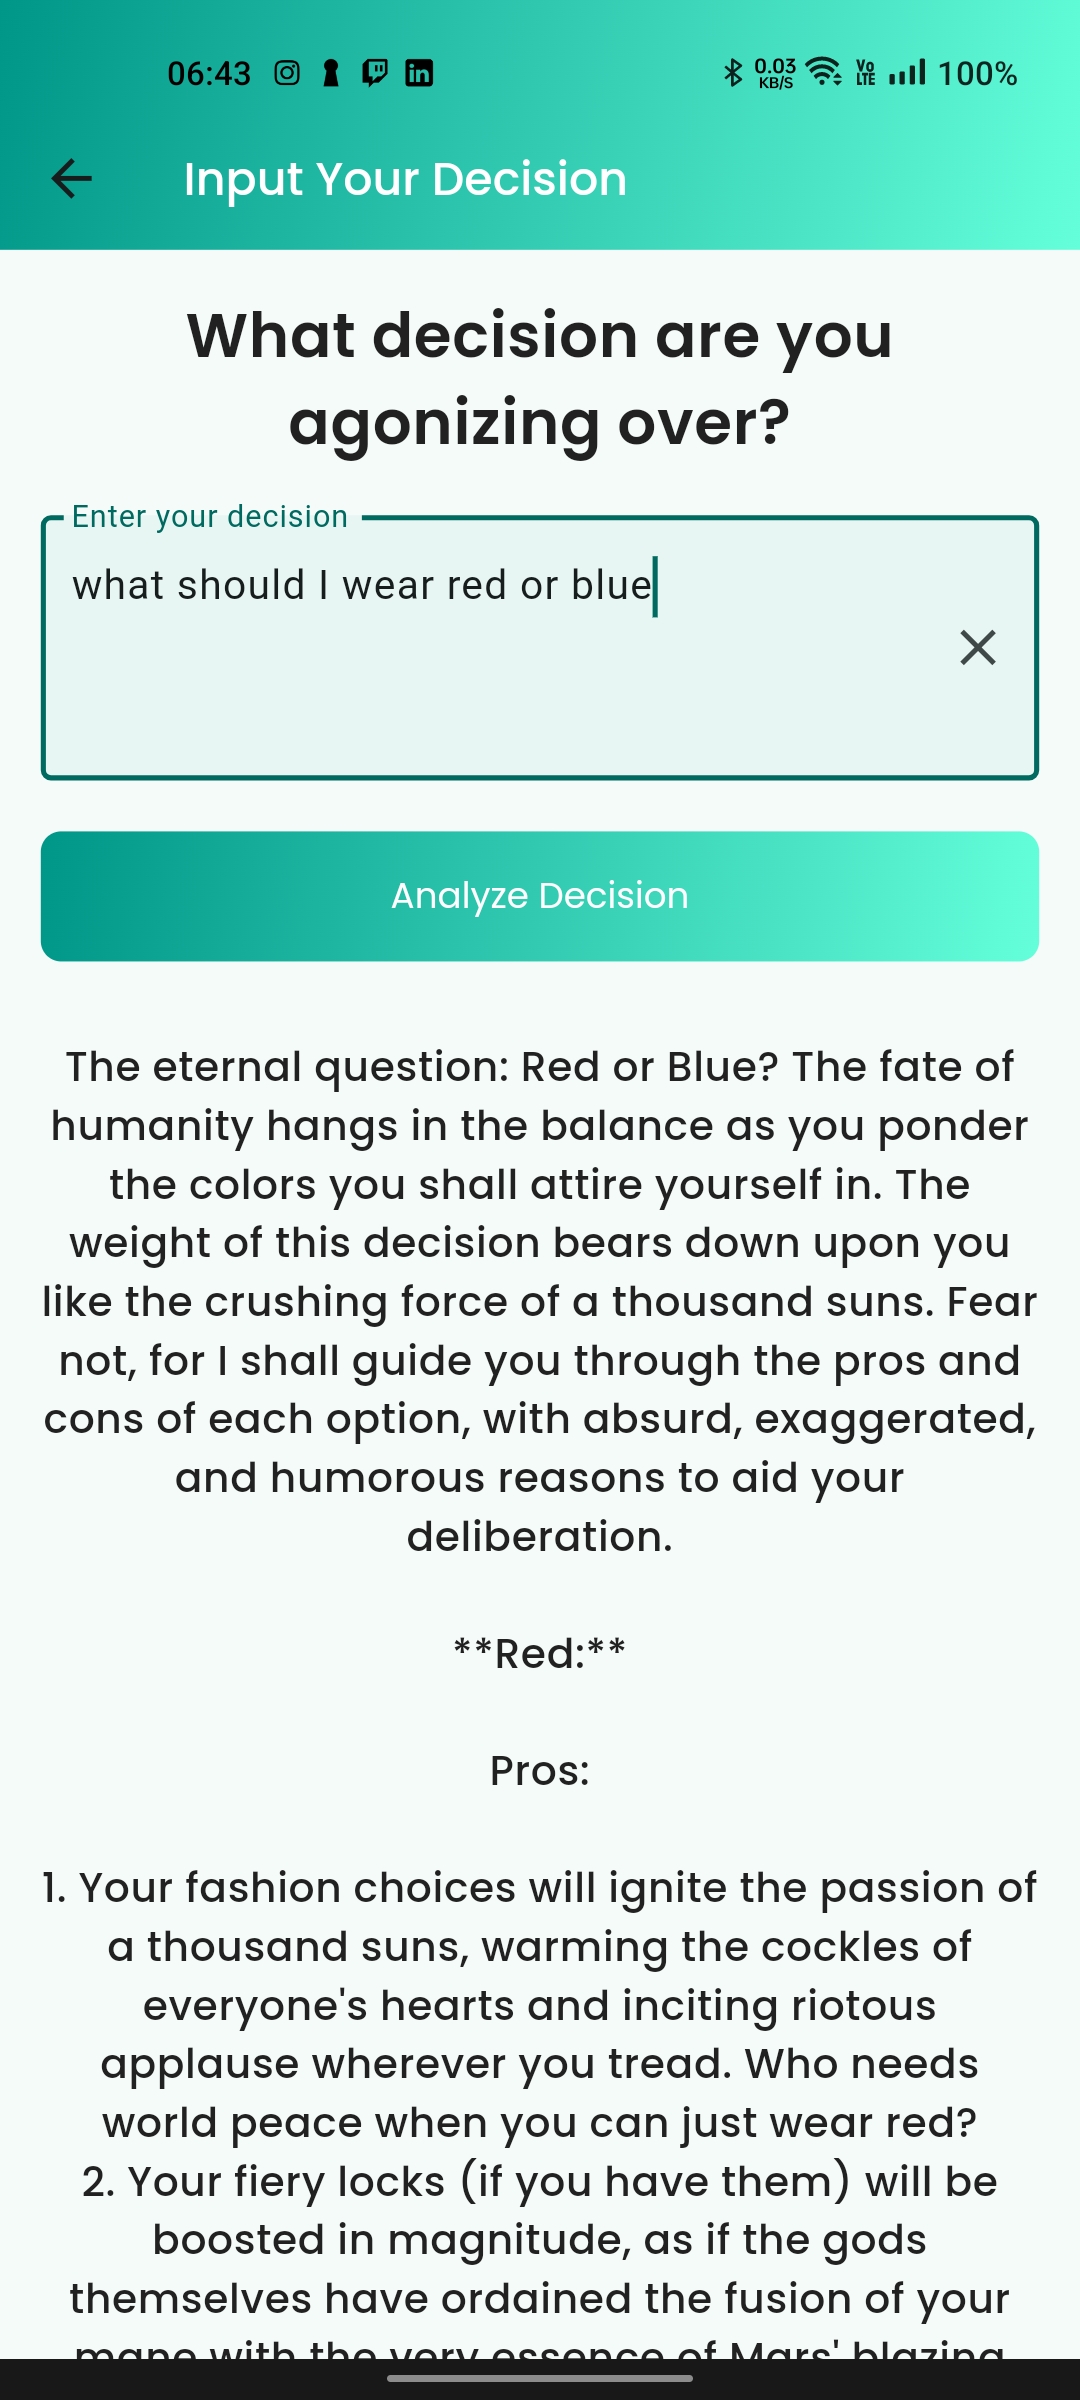 06:43
0.03
KB/S
Vo
LTE
100%
Input Your Decision
What decision are you
agonizing over?
Enter your decision
what should I wear red or blue
Analyze Decision
The eternal question: Red or Blue? The fate of
humanity hangs in the balance as you ponder
the colors you shall attire yourself in. The
weight of this decision bears down upon you
like the crushing force of a thousand suns. Fear
not, for I shall guide you through the pros and
cons of each option, with absurd, exaggerated,
and humorous reasons to aid your
deliberation.
**Red:**
Pros:
1. Your fashion choices will ignite the passion of
a thousand suns, warming the cockles of
everyone's hearts and inciting riotous
applause wherever you tread. Who needs
world peace when you can just wear red?
2. Your fiery locks (if you have them) will be
boosted in magnitude, as if the gods
themselves have ordained the fusion of your
mane with the very essence of Mars' blazing